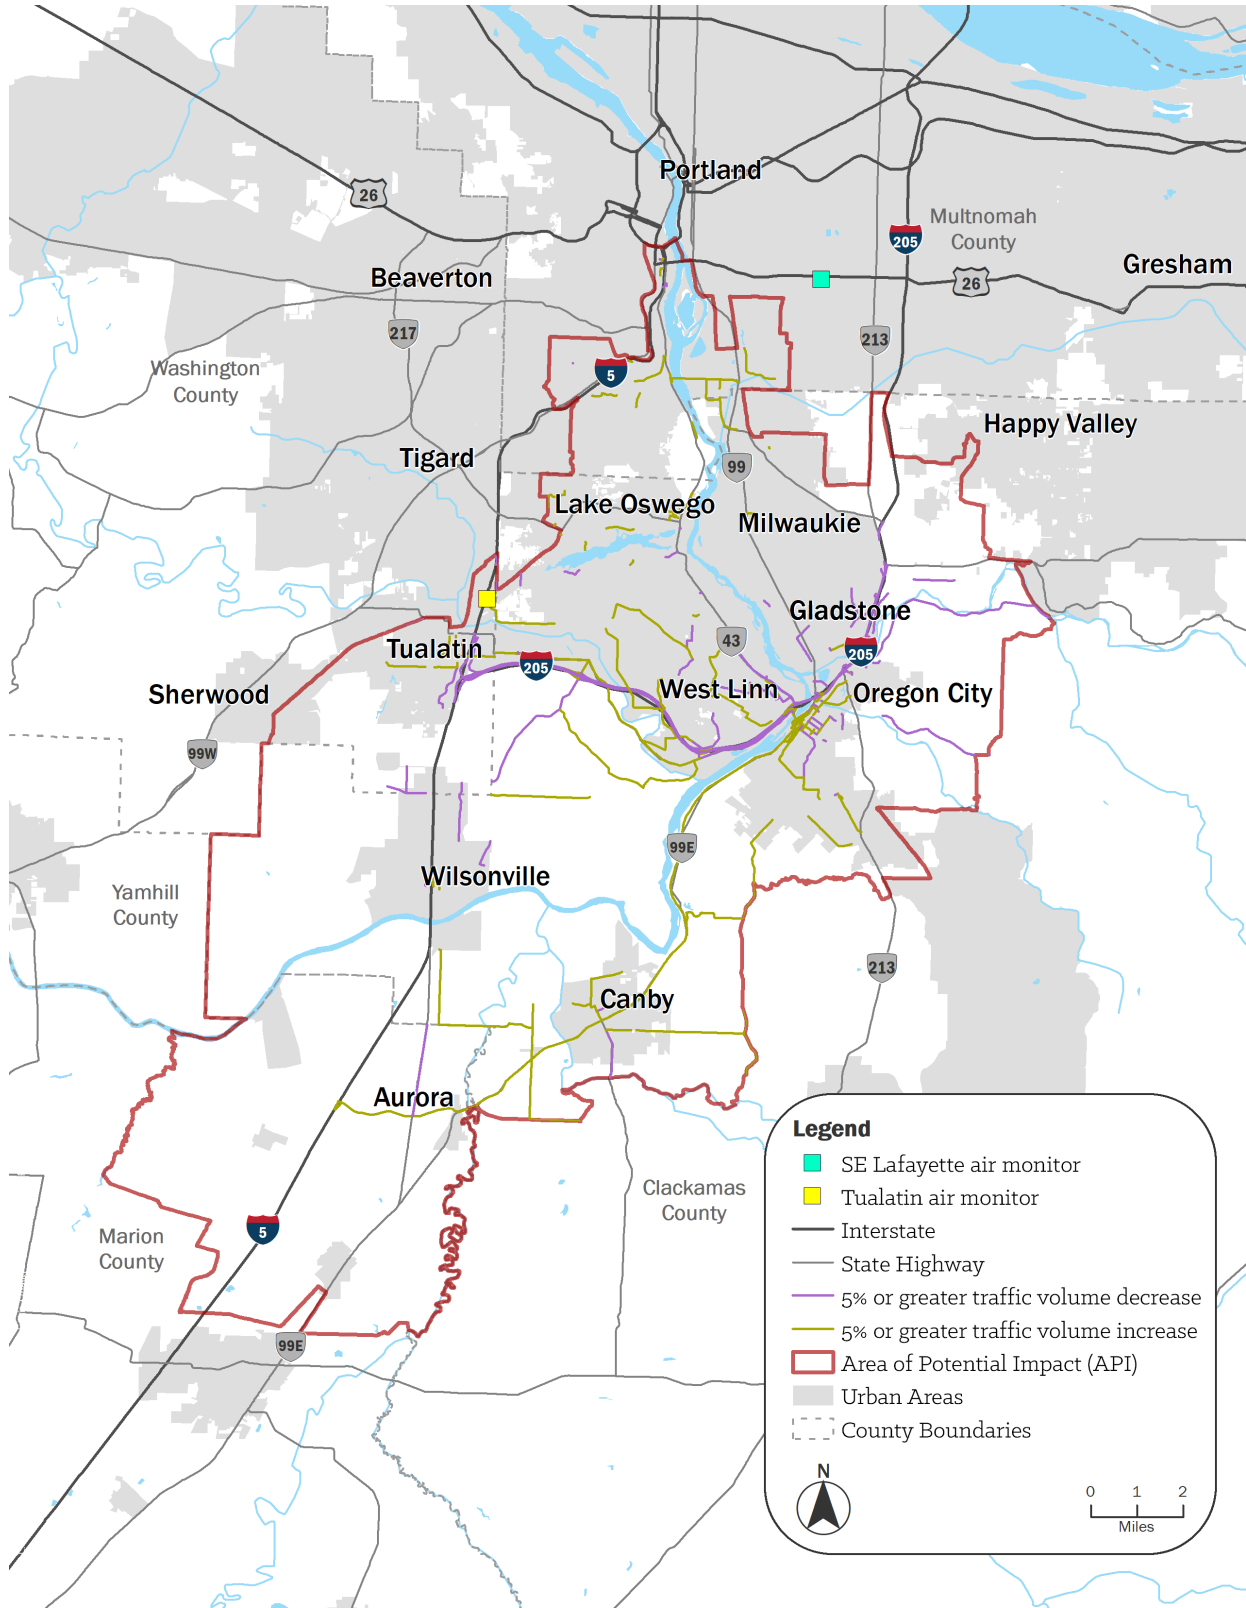 Portland
26
Multnomah
County
205
Beaverton
Gresham
26
217
213
Washington
County
5
Happy Valley
Tigard
99
Lake Oswego
Milwaukie
Gladstone
43
205
Tualatin
205
West Linn
Oregon City
Sherwood
99W
99E
Wilsonville
Yamhill
County
213
Canby
Aurora
Clackamas
County
5
Marion
County
99E
Legend
SE Lafayette air monitor
Tualatin air monitor
Interstate
State Highway
5% or greater traffic volume decrease
5% or greater traffic volume increase
Area of Potential Impact (API)
Urban Areas
County Boundaries
N
0 1 2
Miles